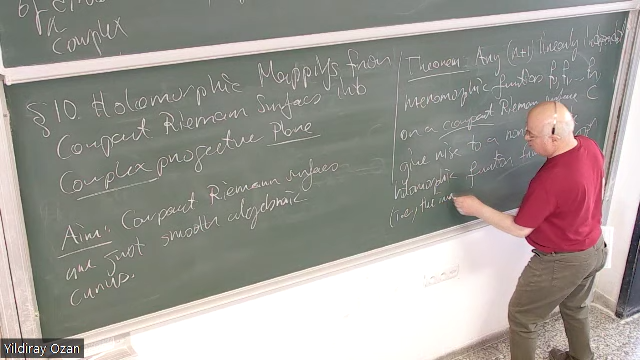 of
a
complex
§10. Holomorphic Mappings from
Compact Riemann Surfaces into
Complex projective Plane
Aim: Compact Riemann surfaces
are just smooth algebraic
curves.
Theorem: Any (n+1) linearly
meromorphic functions
on a compact Riemann surface C
give rise to a
holomorphic function
the
Yildiray Ozan